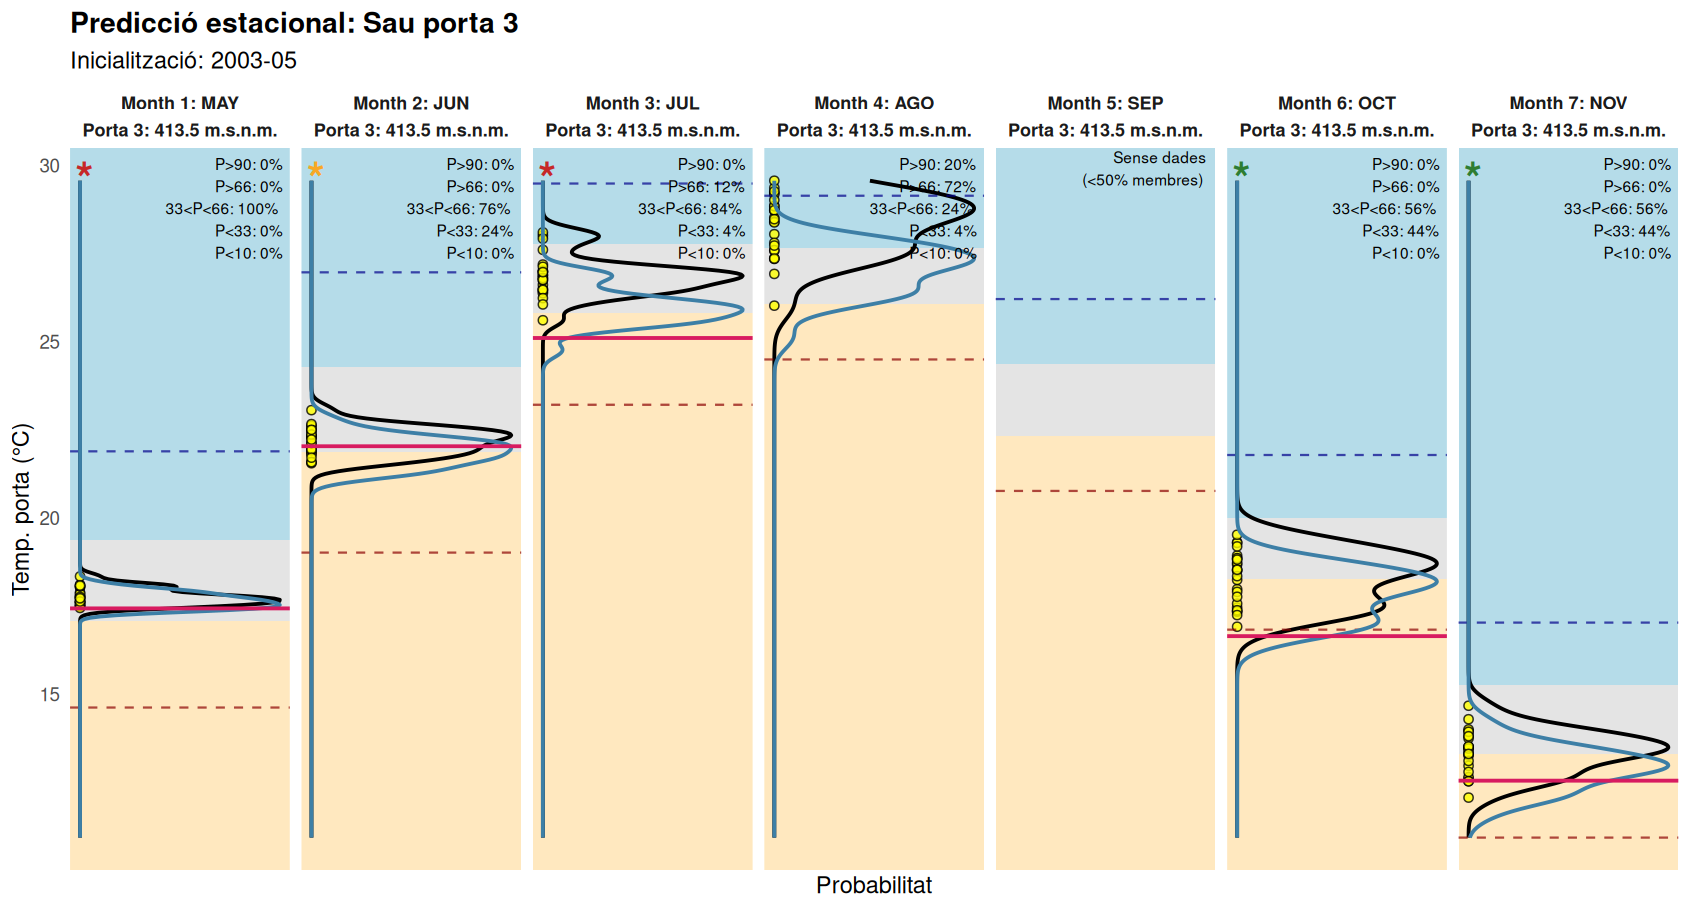 Predicció estacional: Sau porta 3
Inicialització: 2003-05
Month 1: MAY
Porta 3: 413.5 m.s.n.m.
Month 2: JUN
Porta 3: 413.5 m.s.n.m.
Month 3: JUL
Porta 3: 413.5 m.s.n.m.
Month 4: AGO
Porta 3: 413.5 m.s.n.m.
Month 5: SEP
Porta 3: 413.5 m.s.n.m.
Month 6: OCT
Porta 3: 413.5 m.s.n.m.
Month 7: NOV
Porta 3: 413.5 m.s.n.m.
Temp. porta (°C)
30
25
20
15
*
P>90: 0%
P>66: 0%
33<P<66: 100%
P<33: 0%
P<10: 0%
*
P>90: 0%
P>66: 0%
33<P<66: 76%
P<33: 24%
P<10: 0%
*
P>90: 0%
P>66: 12%
33<P<66: 84%
P<33: 4%
P<10: 0%
P>90: 20%
P>66: 72%
33<P<66: 24%
P<33: 4%
P<10: 0%
Sense dades
(<50% membres)
*
P>90: 0%
P>66: 0%
33<P<66: 56%
P<33: 44%
P<10: 0%
*
P>90: 0%
P>66: 0%
33<P<66: 56%
P<33: 44%
P<10: 0%
Probabilitat